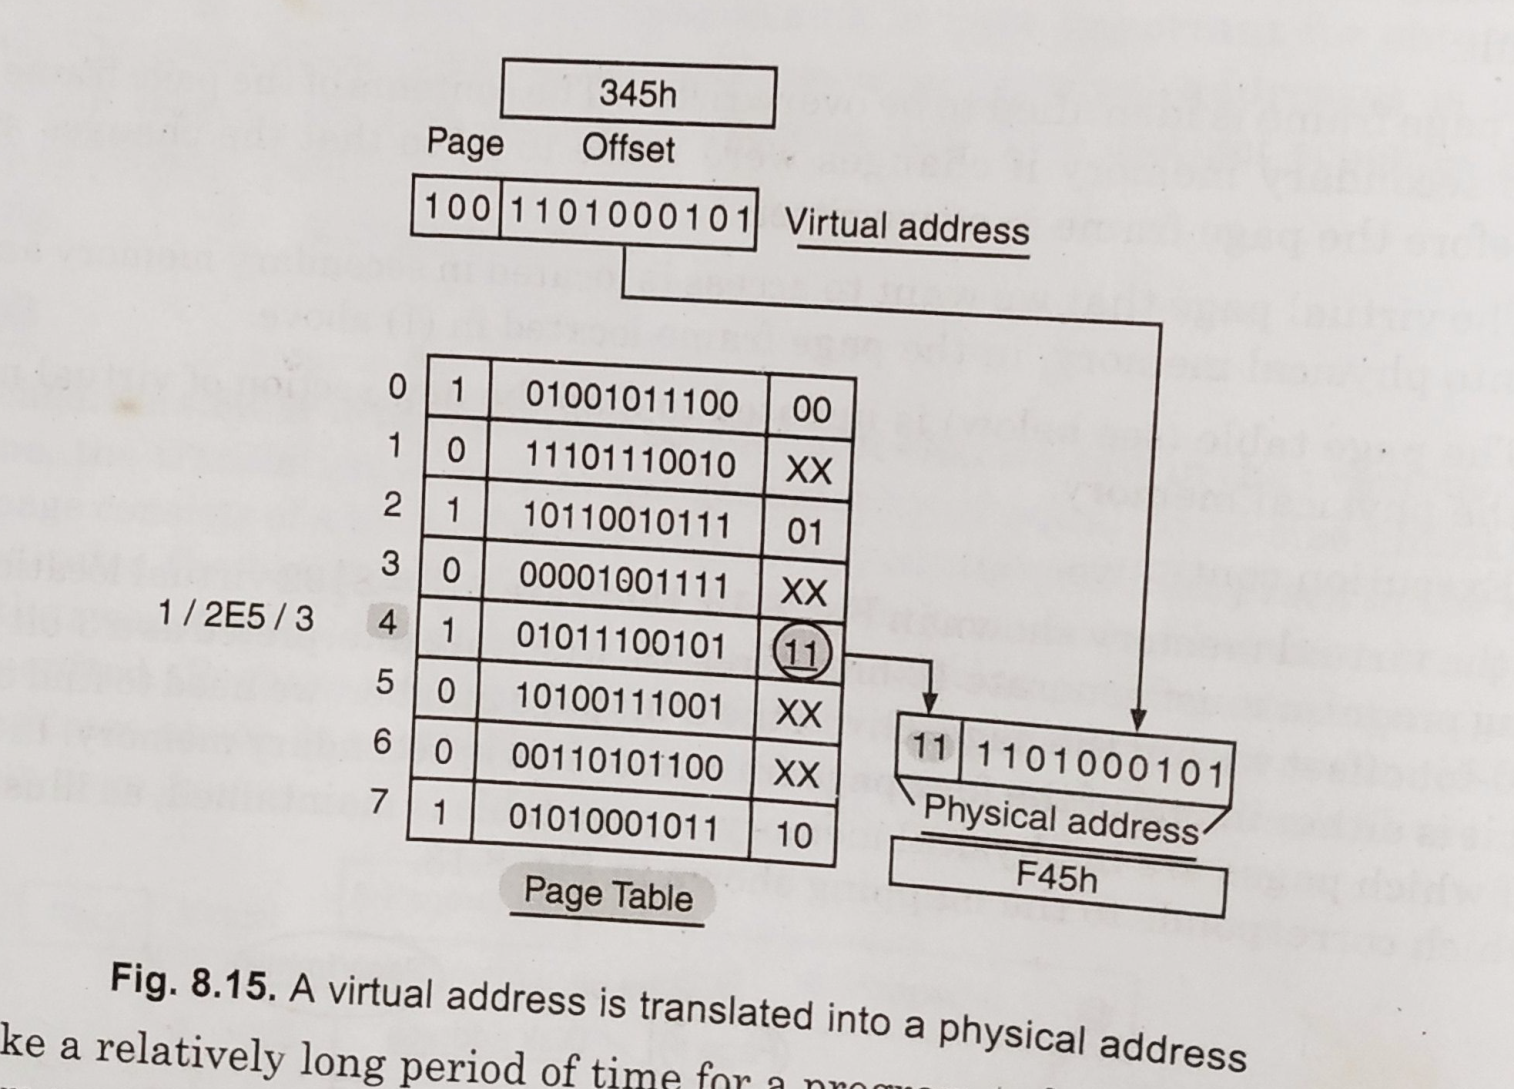 345h
Page Offset
100 1101000101 Virtual address
0 1 01001011100 00
1 0 11101110010 XX
2 1 10110010111 01
3 0 00001001111 XX
1 / 2E5 / 3 4 1 01011100101 11
5 0 10100111001 XX
6 0 00110101100 XX
7 1 01010001011 10
11 1101000101
Physical address
F45h
Page Table
Fig. 8.15. A virtual address is translated into a physical address
ke a relatively long period of time for a